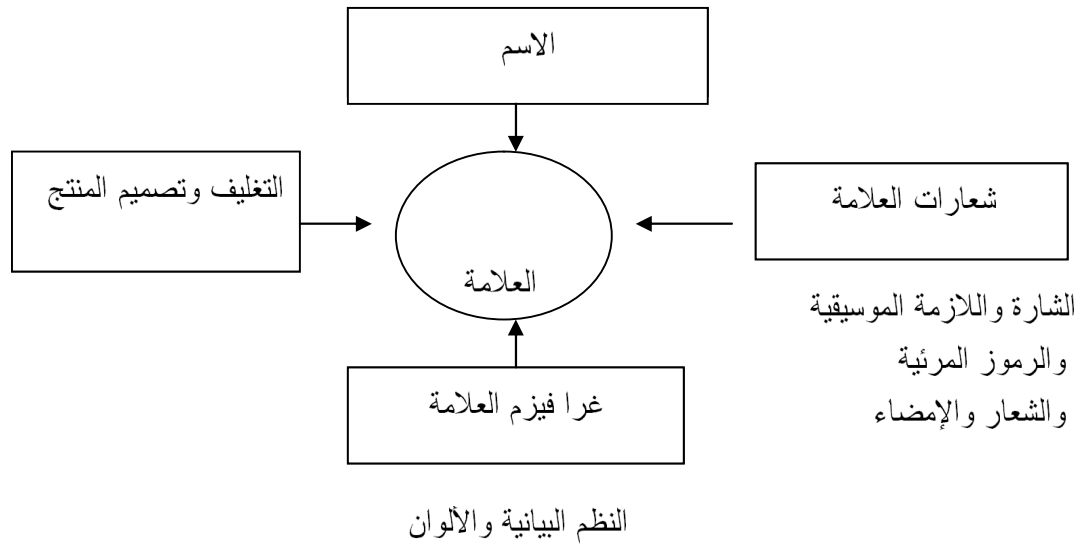 الاسم
شعارات العلامة
التغليف وتصميم المنتج
العلامة
الشارة واللازمة الموسيقية
والرموز المرئية
والشعار والإمضاء
غرا فيزم العلامة
النظم البيانية والألوان